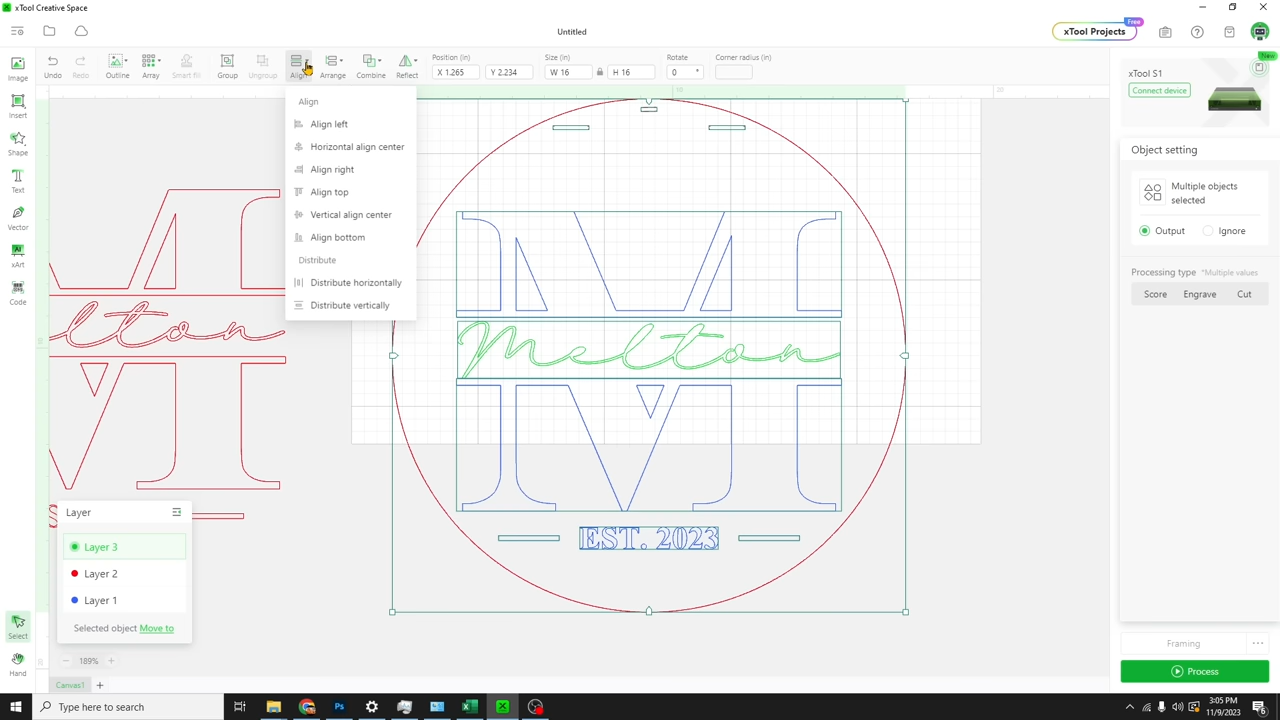 xTool Creative Space
Untitled
Free
xTool Projects
Undo
Redo
Outline
Array
Smart fill
Group
Ungroup
Align
Arrange
Combine
Reflect
Position (in)
X 1.265
Y 2.234
Size (in)
W 16
H 16
Rotate
0 °
Corner radius (in)
Image
Insert
Shape
Text
Vector
xArt
Code
Select
Hand
Align
Align left
Horizontal align center
Align right
Align top
Vertical align center
Align bottom
Distribute
Distribute horizontally
Distribute vertically
M
elton
Melton
EST. 2023
Layer
Layer 3
Layer 2
Layer 1
Selected object Move to
189%
Canvas1
New
xTool S1
Connect device
Object setting
Multiple objects
selected
Output
Ignore
Processing type
*Multiple values
Score
Engrave
Cut
Framing
Process
Type here to search
3:05 PM
11/9/2023